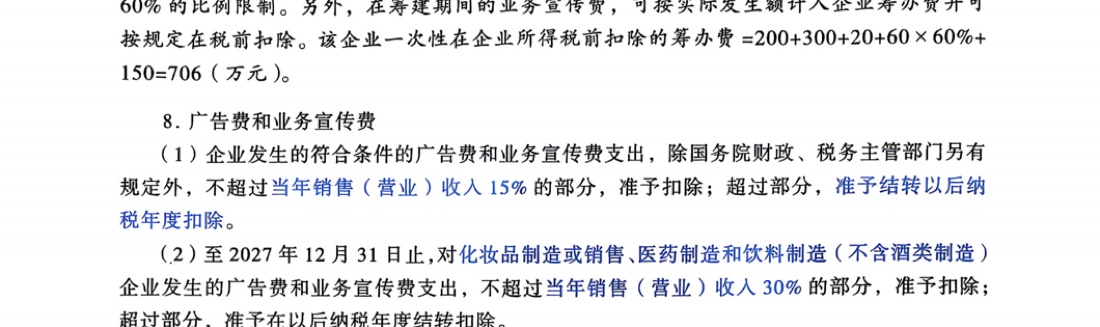 60% 的比例限制。另外，在筹建期间的业务宣传费，可按实际发生额计入企业筹办费并可
按规定在税前扣除。该企业一次性在企业所得税前扣除的筹办费 =200+300+20+60×60%+
150=706（万元）。
8. 广告费和业务宣传费
（1）企业发生的符合条件的广告费和业务宣传费支出，除国务院财政、税务主管部门另有
规定外，不超过当年销售（营业）收入 15% 的部分，准予扣除；超过部分，准予结转以后纳
税年度扣除。
（2）至 2027 年 12 月 31 日止，对化妆品制造或销售、医药制造和饮料制造（不含酒类制造）
企业发生的广告费和业务宣传费支出，不超过当年销售（营业）收入 30% 的部分，准予扣除；
超过部分，准予在以后纳税年度结转扣除。